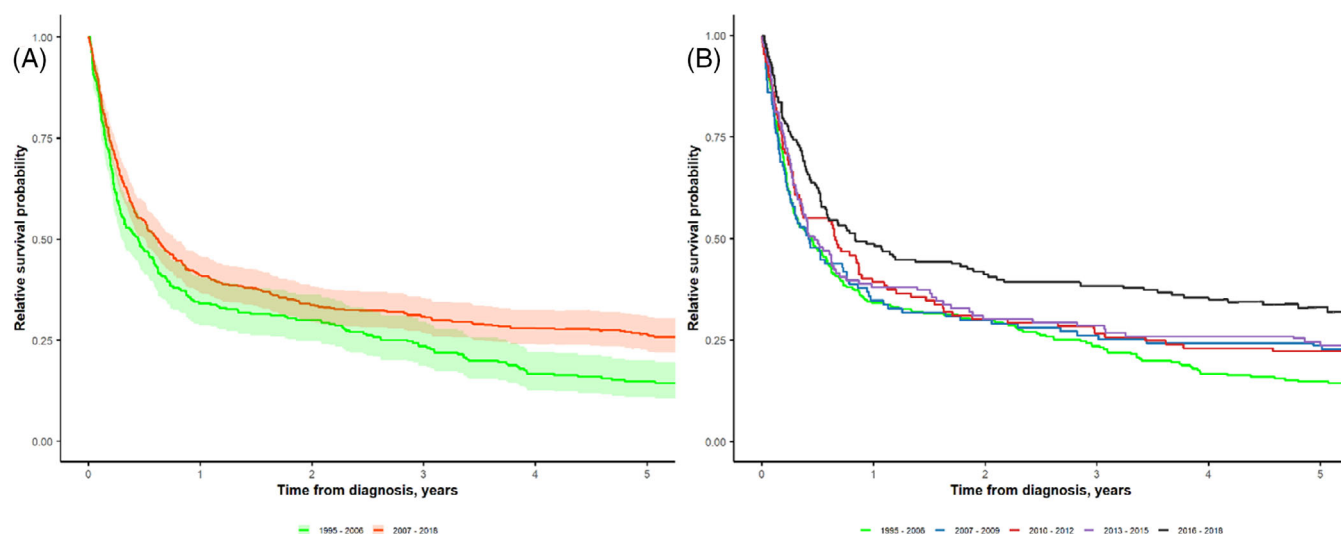 (A)
Relative survival probability
1.00
0.75
0.50
0.25
0.00
0 1 2 3 4 5
Time from diagnosis, years
1995 - 2006 2007 - 2018
(B)
Relative survival probability
1.00
0.75
0.50
0.25
0.00
0 1 2 3 4 5
Time from diagnosis, years
1995 - 2006 2007 - 2009 2010 - 2012 2013 - 2015 2016 - 2018